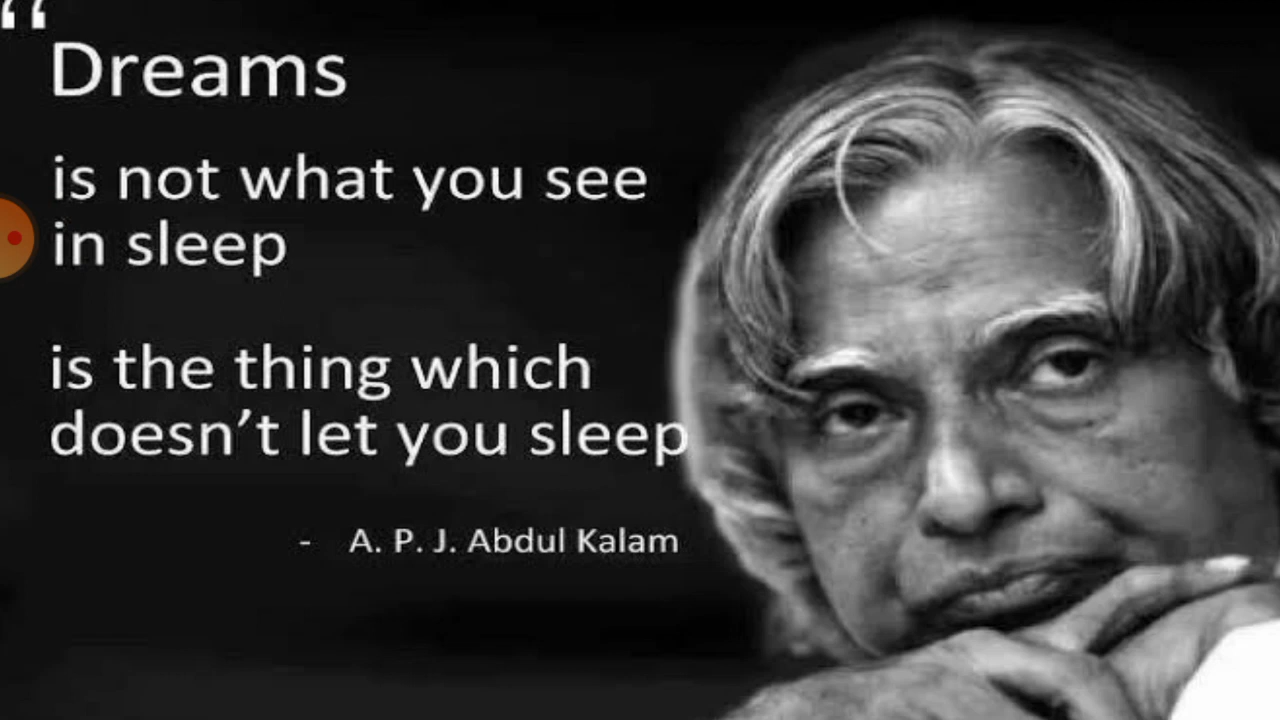 “
Dreams
is not what you see
in sleep
is the thing which
doesn’t let you sleep
- A. P. J. Abdul Kalam